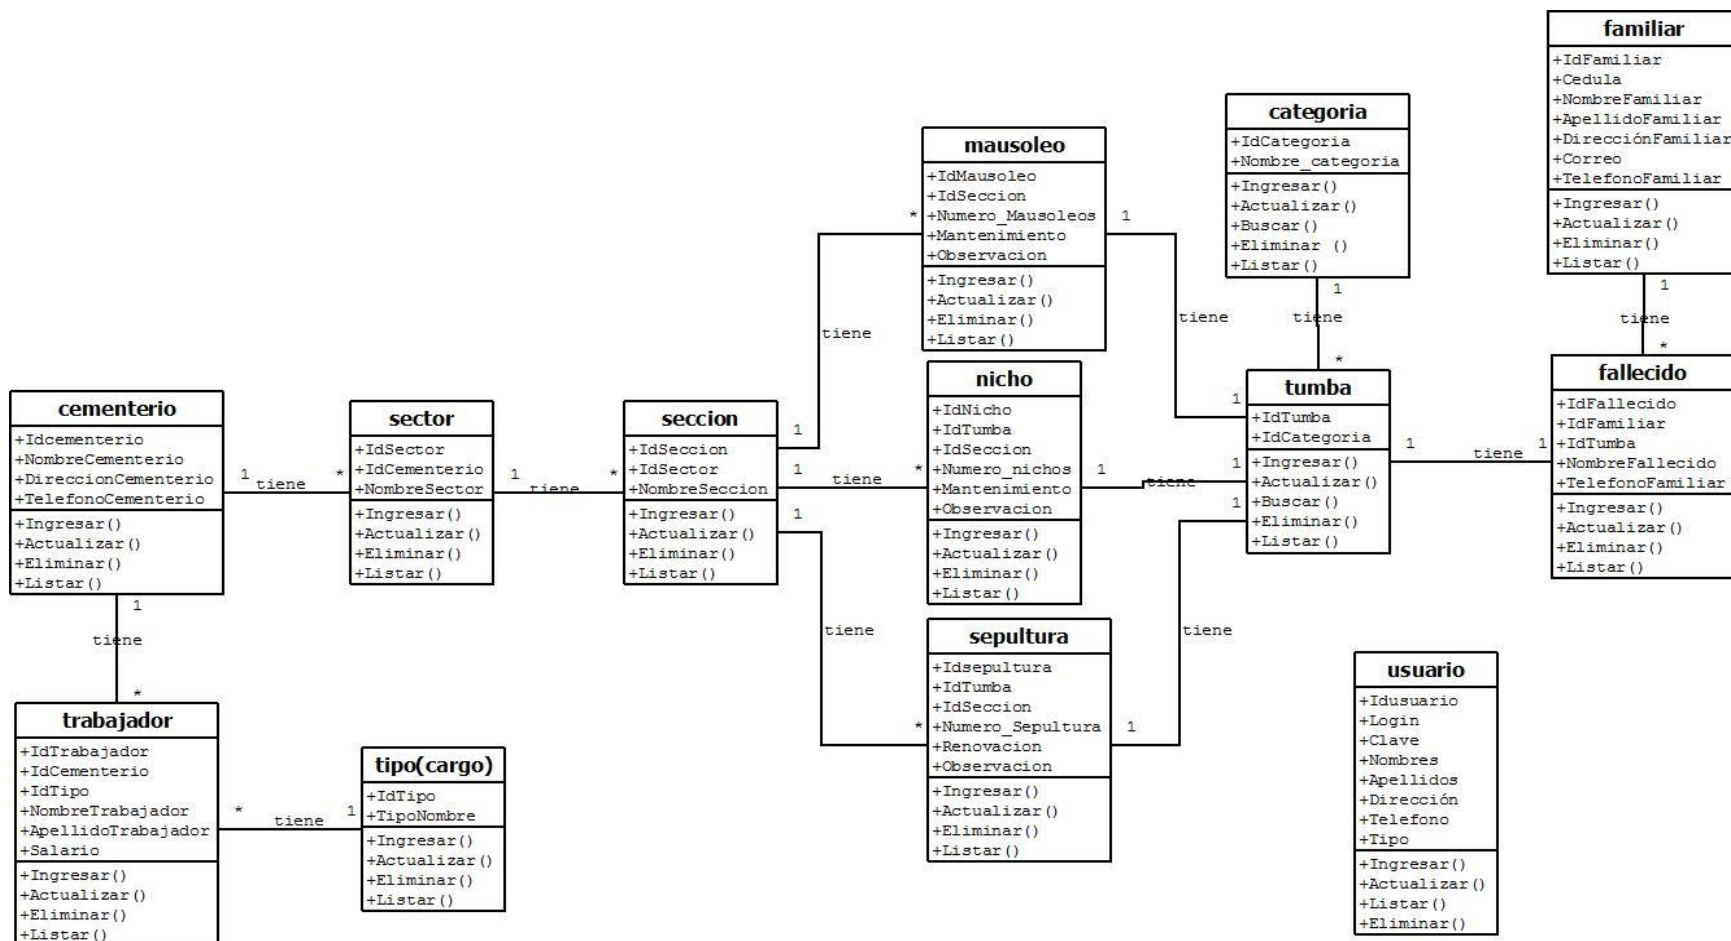 familiar
+IdFamiliar
+Cedula
+NombreFamiliar
+ApellidoFamiliar
+DirecciónFamiliar
+Correo
+TelefonoFamiliar
+Ingresar()
+Actualizar()
+Eliminar()
+Listar()
1
tiene
*
categoria
+IdCategoria
+Nombre_categoria
+Ingresar()
+Actualizar()
+Buscar()
+Eliminar ()
+Listar()
1
tiene
*
mausoleo
+IdMausoleo
+IdSeccion
+Numero_Mausoleos
+Mantenimiento
+Observacion
+Ingresar()
+Actualizar()
+Eliminar()
+Listar()
*
1
tiene
tiene
1
1
cementerio
+Idcementerio
+NombreCementerio
+DireccionCementerio
+TelefonoCementerio
+Ingresar()
+Actualizar()
+Eliminar()
+Listar()
1
tiene
*
sector
+IdSector
+IdCementerio
+NombreSector
+Ingresar()
+Actualizar()
+Eliminar()
+Listar()
1
tiene
*
seccion
+IdSeccion
+IdSector
+NombreSeccion
+Ingresar()
+Actualizar()
+Eliminar()
+Listar()
1
tiene
*
nicho
+IdNicho
+IdTumba
+IdSeccion
+Numero_nichos
+Mantenimiento
+Observacion
+Ingresar()
+Actualizar()
+Eliminar()
+Listar()
1
tiene
1
tumba
+IdTumba
+IdCategoria
+Ingresar()
+Actualizar()
+Buscar()
+Eliminar()
+Listar()
1
tiene
1
fallecido
+IdFallecido
+IdFamiliar
+IdTumba
+NombreFallecido
+TelefonoFamiliar
+Ingresar()
+Actualizar()
+Eliminar()
+Listar()
1
tiene
*
1
tiene
*
sepultura
+Idsepultura
+IdTumba
+IdSeccion
+Numero_Sepultura
+Renovacion
+Observacion
+Ingresar()
+Actualizar()
+Eliminar()
+Listar()
1
tiene
1
trabajador
+IdTrabajador
+IdCementerio
+IdTipo
+NombreTrabajador
+ApellidoTrabajador
+Salario
+Ingresar()
+Actualizar()
+Eliminar()
+Listar()
*
tiene
1
tipo(cargo)
+IdTipo
+TipoNombre
+Ingresar()
+Actualizar()
+Eliminar()
+Listar()
usuario
+Idusuario
+Login
+Clave
+Nombres
+Apellidos
+Dirección
+Telefono
+Tipo
+Ingresar()
+Actualizar()
+Listar()
+Eliminar()